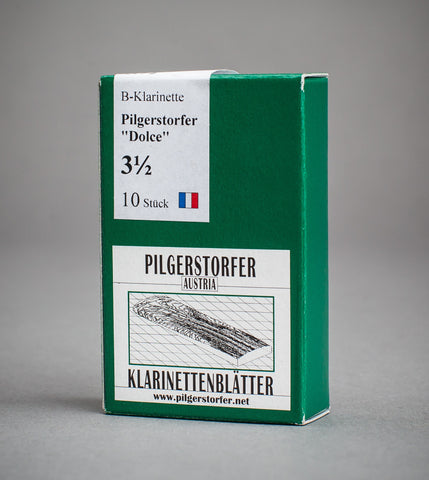 B-Klarinette
Pilgerstorfer
"Dolce"
3½
10 Stück
PILGERSTORFER
AUSTRIA
KLARINETTENBLÄTTER
www.pilgerstorfer.net